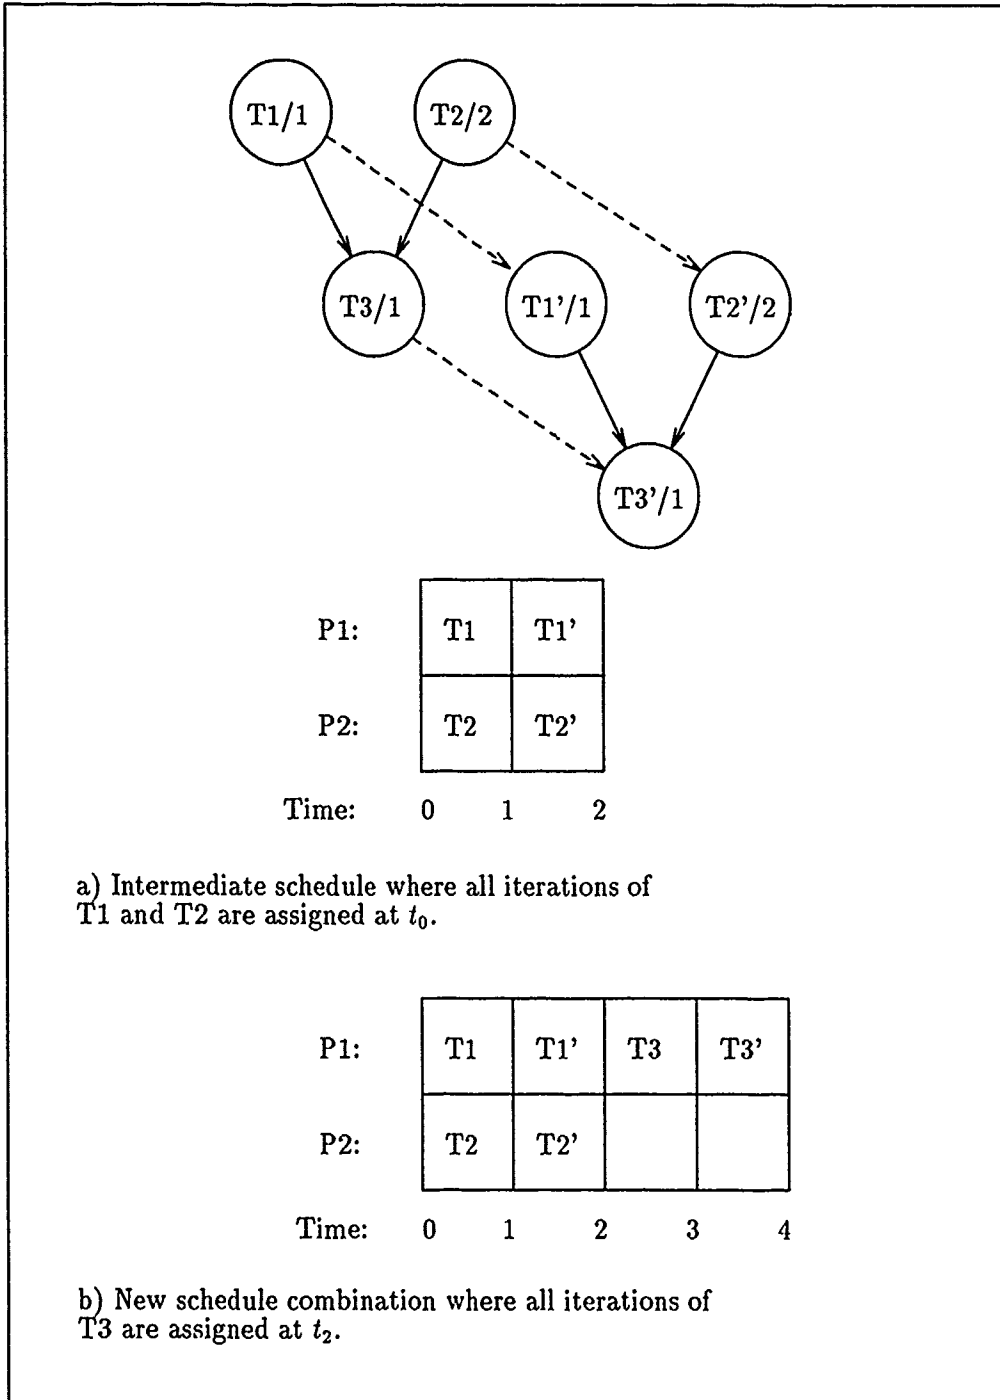 T1/1 T2/2
T3/1 T1’/1 T2’/2
T3’/1
P1: T1 T1’
P2: T2 T2’
Time: 0 1 2
a) Intermediate schedule where all iterations of
T1 and T2 are assigned at t₀.
P1: T1 T1’ T3 T3’
P2: T2 T2’
Time: 0 1 2 3 4
b) New schedule combination where all iterations of
T3 are assigned at t₂.